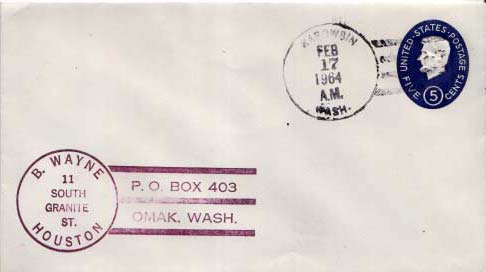 KAPOWSIN
FEB
17
1964
A.M.
WASH.
UNITED·STATES·POSTAGE
FIVE 5 CENTS
B. WAYNE
11
SOUTH
GRANITE
ST.
HOUSTON
P. O. BOX 403
OMAK, WASH.